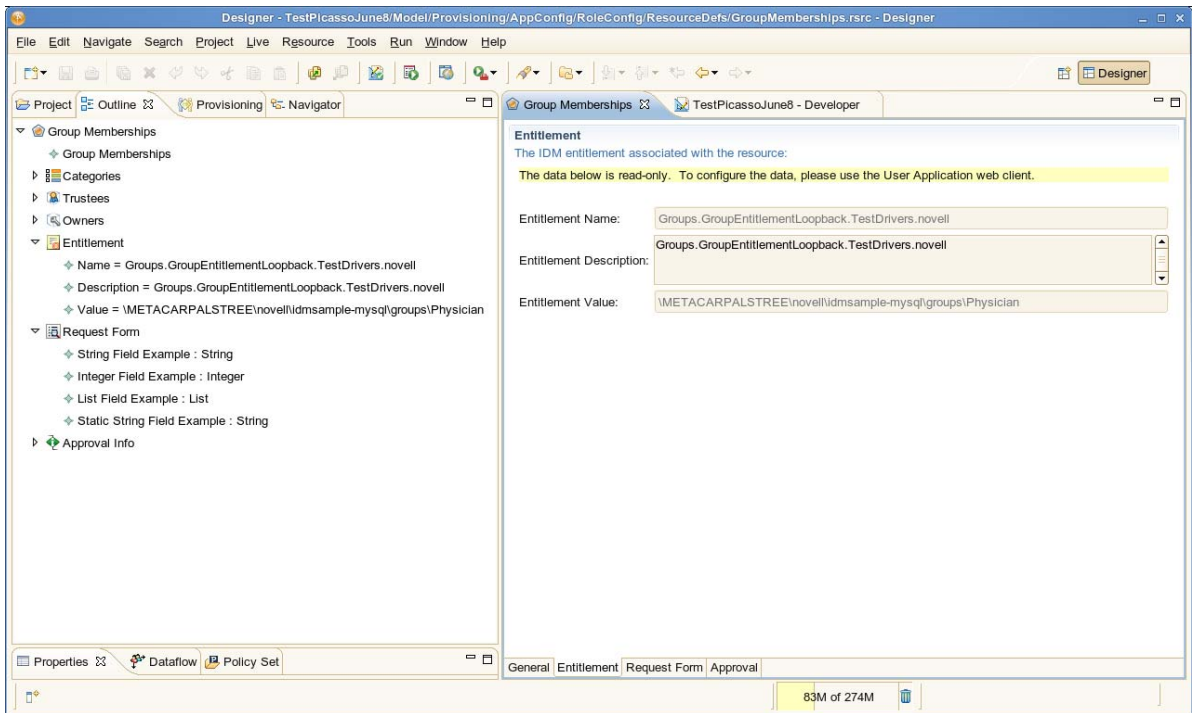 Designer - TestPicassoJune8/Model/Provisioning/AppConfig/RoleConfig/ResourceDefs/GroupMemberships.rsrc - Designer
File Edit Navigate Search Project Live Resource Tools Run Window Help
Designer
Project Outline Provisioning Navigator
Group Memberships
Group Memberships
Categories
Trustees
Owners
Entitlement
Name = Groups.GroupEntitlementLoopback.TestDrivers.novell
Description = Groups.GroupEntitlementLoopback.TestDrivers.novell
Value = \METACARPALSTREE\novell\idmsample-mysql\groups\Physician
Request Form
String Field Example : String
Integer Field Example : Integer
List Field Example : List
Static String Field Example : String
Approval Info
Properties Dataflow Policy Set
Group Memberships TestPicassoJune8 - Developer
Entitlement
The IDM entitlement associated with the resource:
The data below is read-only. To configure the data, please use the User Application web client.
Entitlement Name: Groups.GroupEntitlementLoopback.TestDrivers.novell
Entitlement Description: Groups.GroupEntitlementLoopback.TestDrivers.novell
Entitlement Value: \METACARPALSTREE\novell\idmsample-mysql\groups\Physician
General Entitlement Request Form Approval
83M of 274M